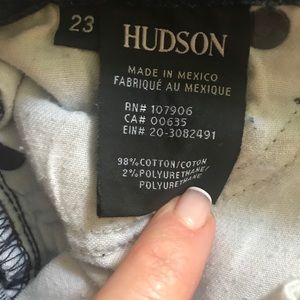 23
HUDSON
MADE IN MEXICO
FABRIQUÉ AU MEXIQUE
RN# 107906
CA# 00635
EIN# 20-3082491
98% COTTON/COTON
2% POLYURETHANE/
POLYURETHANE